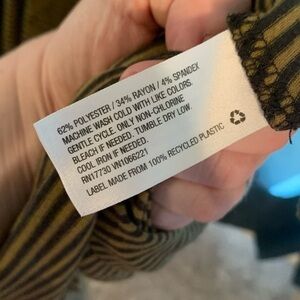 62% POLYESTER / 34% RAYON / 4% SPANDEX
MACHINE WASH COLD WITH LIKE COLORS.
GENTLE CYCLE. ONLY NON-CHLORINE
BLEACH IF NEEDED. TUMBLE DRY LOW.
COOL IRON IF NEEDED.
RN17730 VN1066221
LABEL MADE FROM 100% RECYCLED PLASTIC